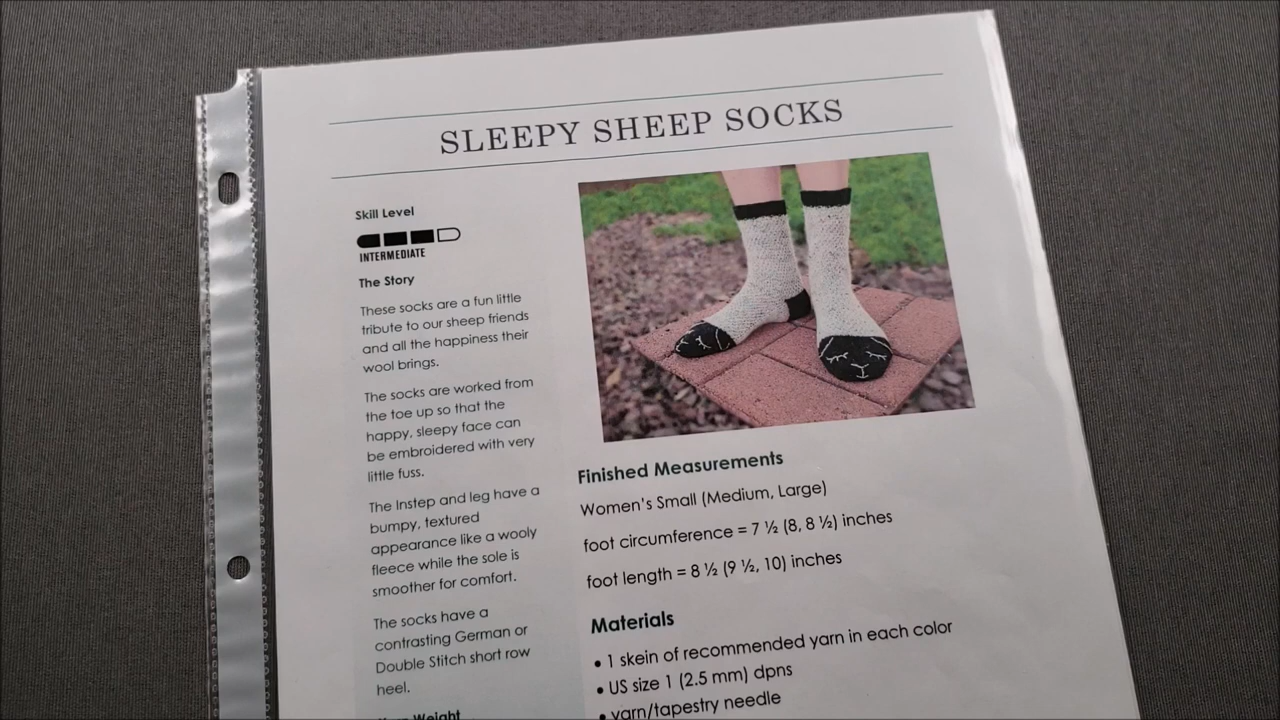 SLEEPY SHEEP SOCKS
Skill Level
INTERMEDIATE
The Story
These socks are a fun little
tribute to our sheep friends
and all the happiness their
wool brings.
The socks are worked from
the toe up so that the
happy, sleepy face can
be embroidered with very
little fuss.
The Instep and leg have a
bumpy, textured
appearance like a wooly
fleece while the sole is
smoother for comfort.
The socks have a
contrasting German or
Double Stitch short row
heel.
Yarn Weight
Finished Measurements
Women's Small (Medium, Large)
foot circumference = 7 ½ (8, 8 ½) inches
foot length = 8 ½ (9 ½, 10) inches
Materials
• 1 skein of recommended yarn in each color
• US size 1 (2.5 mm) dpns
• yarn/tapestry needle